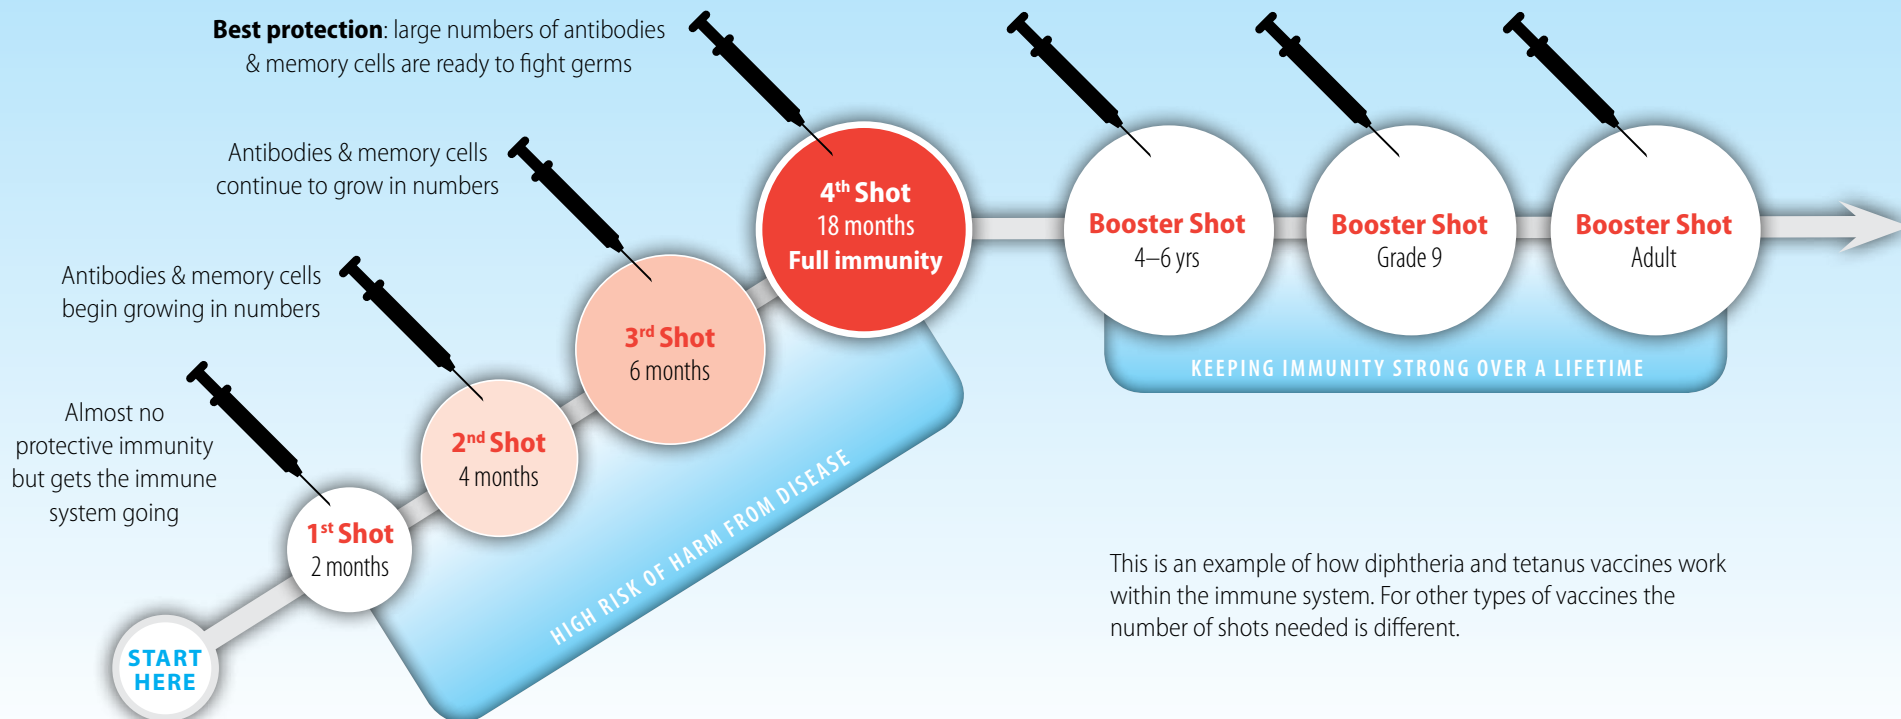 Best protection: large numbers of antibodies
& memory cells are ready to fight germs
Antibodies & memory cells
continue to grow in numbers
Antibodies & memory cells
begin growing in numbers
Almost no
protective immunity
but gets the immune
system going
START
HERE
1st Shot
2 months
2nd Shot
4 months
3rd Shot
6 months
4th Shot
18 months
Full immunity
HIGH RISK OF HARM FROM DISEASE
Booster Shot
4–6 yrs
Booster Shot
Grade 9
Booster Shot
Adult
KEEPING IMMUNITY STRONG OVER A LIFETIME
This is an example of how diphtheria and tetanus vaccines work
within the immune system. For other types of vaccines the
number of shots needed is different.